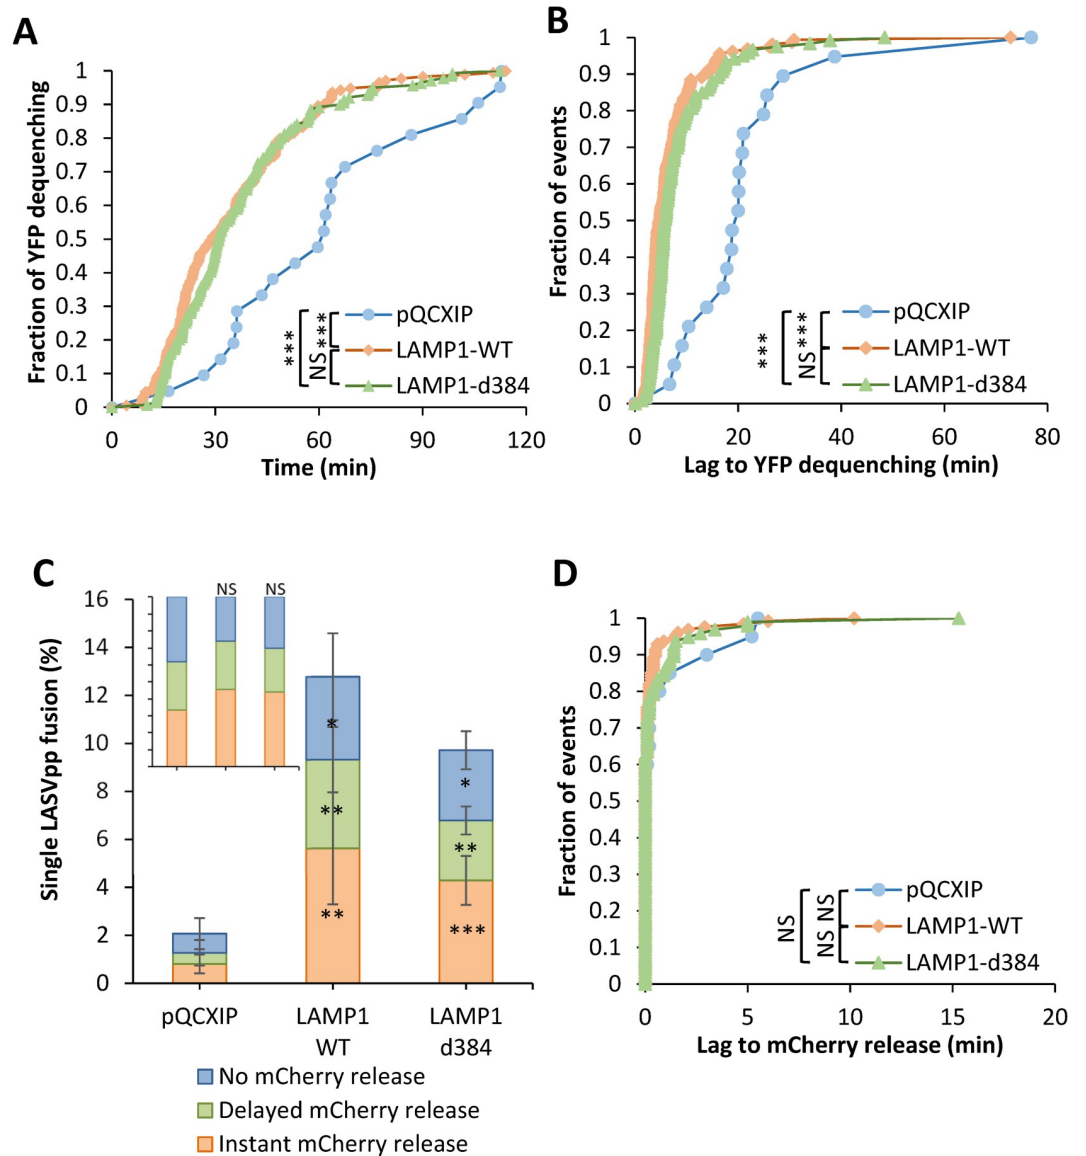 A
Fraction of YFP dequenching
1
0.9
0.8
0.7
0.6
0.5
0.4
0.3
0.2
0.1
0
0
30
60
90
120
Time (min)
***
***
NS
pQCXIP
LAMP1-WT
LAMP1-d384
B
Fraction of events
1
0.9
0.8
0.7
0.6
0.5
0.4
0.3
0.2
0.1
0
0
20
40
60
80
Lag to YFP dequenching (min)
***
***
NS
pQCXIP
LAMP1-WT
LAMP1-d384
C
Single LASVpp fusion (%)
16
14
12
10
8
6
4
2
0
NS
NS
*
**
**
*
**
***
pQCXIP
LAMP1
WT
LAMP1
d384
No mCherry release
Delayed mCherry release
Instant mCherry release
D
Fraction of events
1
0.9
0.8
0.7
0.6
0.5
0.4
0.3
0.2
0.1
0
0
5
10
15
20
Lag to mCherry release (min)
NS
NS
NS
pQCXIP
LAMP1-WT
LAMP1-d384